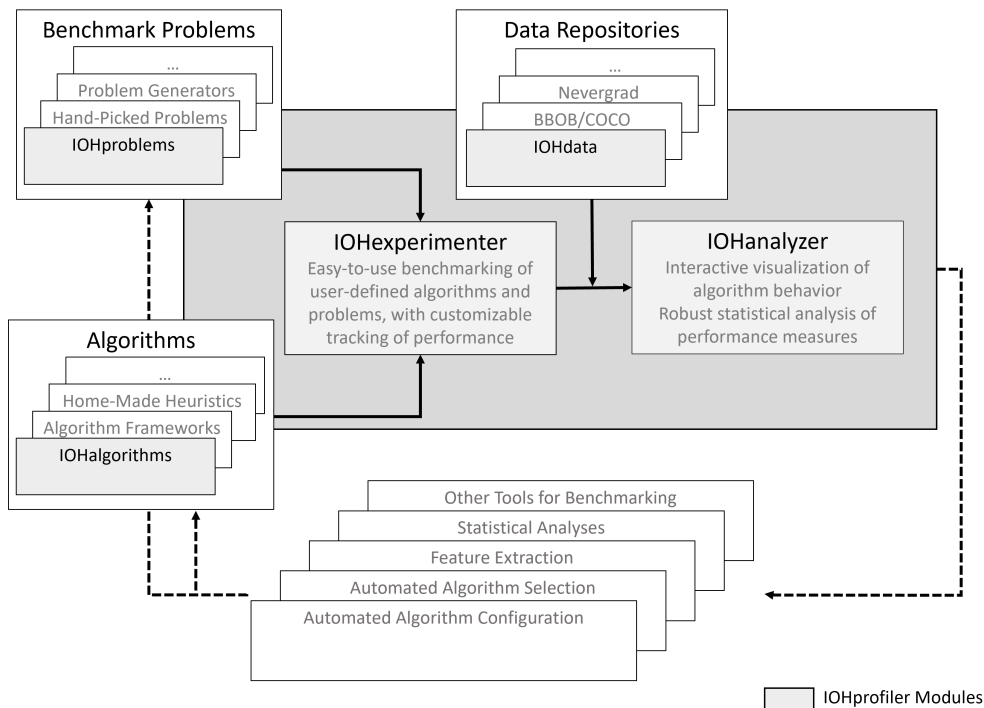 Benchmark Problems
...
Problem Generators
Hand-Picked Problems
IOHproblems
Data Repositories
...
Nevergrad
BBOB/COCO
IOHdata
IOHexperimenter
Easy-to-use benchmarking of
user-defined algorithms and
problems, with customizable
tracking of performance
IOHanalyzer
Interactive visualization of
algorithm behavior
Robust statistical analysis of
performance measures
Algorithms
...
Home-Made Heuristics
Algorithm Frameworks
IOHalgorithms
Other Tools for Benchmarking
Statistical Analyses
Feature Extraction
Automated Algorithm Selection
Automated Algorithm Configuration
IOHprofiler Modules